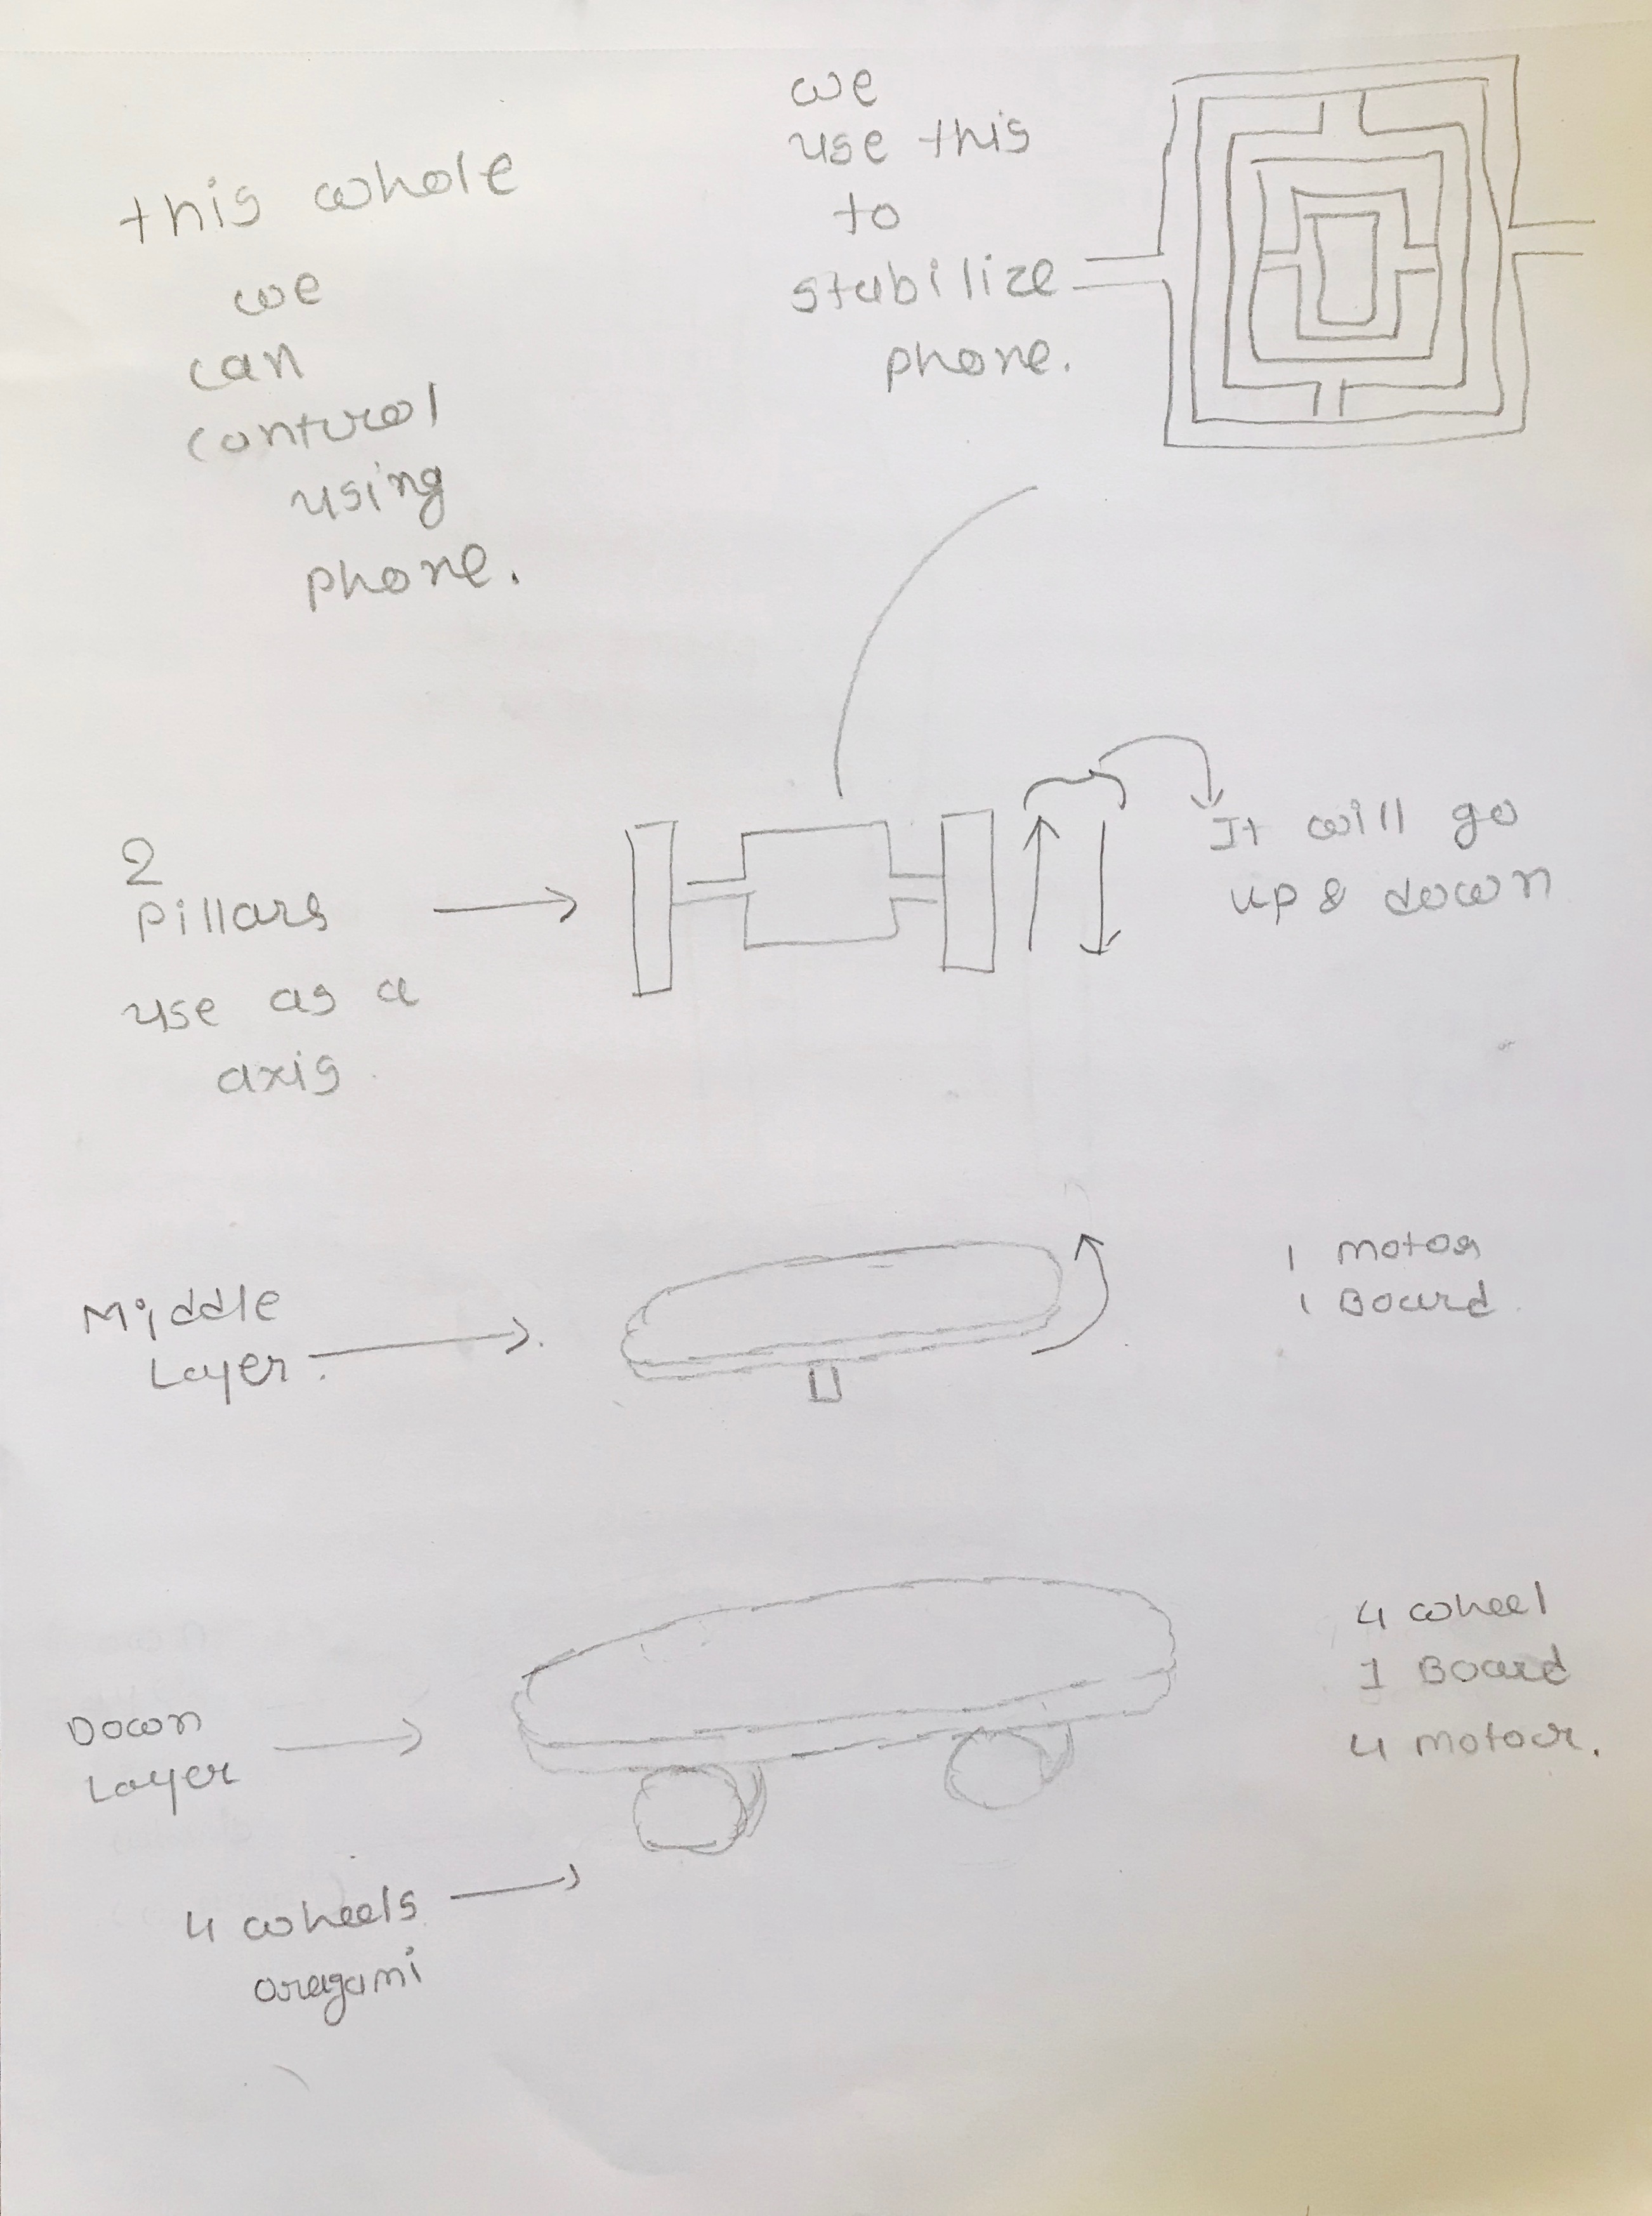 this whole
we
can
conturol
using
phone.
we
use this
to
stabilize
phone.
2
Pillars
use as a
axis
It will go
up & down
Middle
Layer.
1 motor
1 Board
Down
Layer
4 wheel
1 Board
4 motor.
4 wheels
oregami